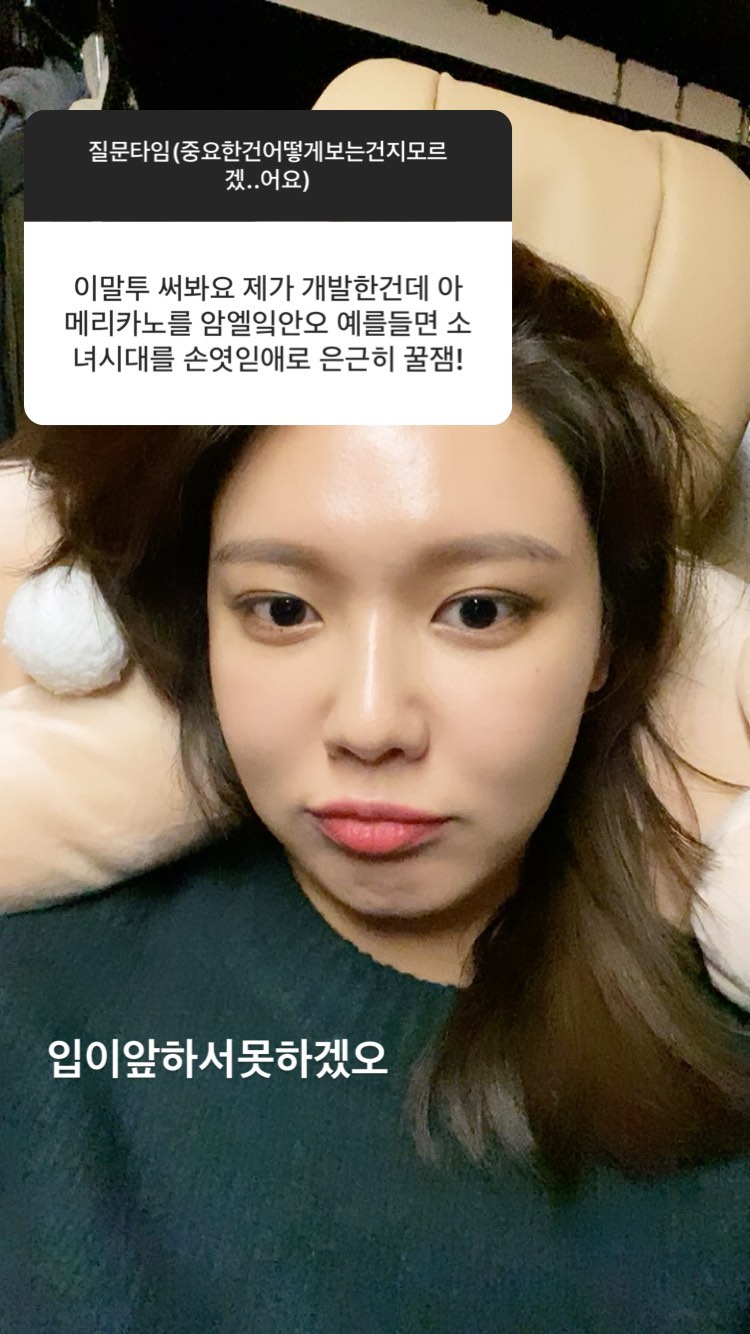 질문타임(중요한건어떻게보는건지모르
겠..어요)
이말투 써봐요 제가 개발한건데 아
메리카노를 암엘잌안오 예를들면 소
녀시대를 손엿읻애로 은근히 꿀잼!
입이앞하서못하겠오